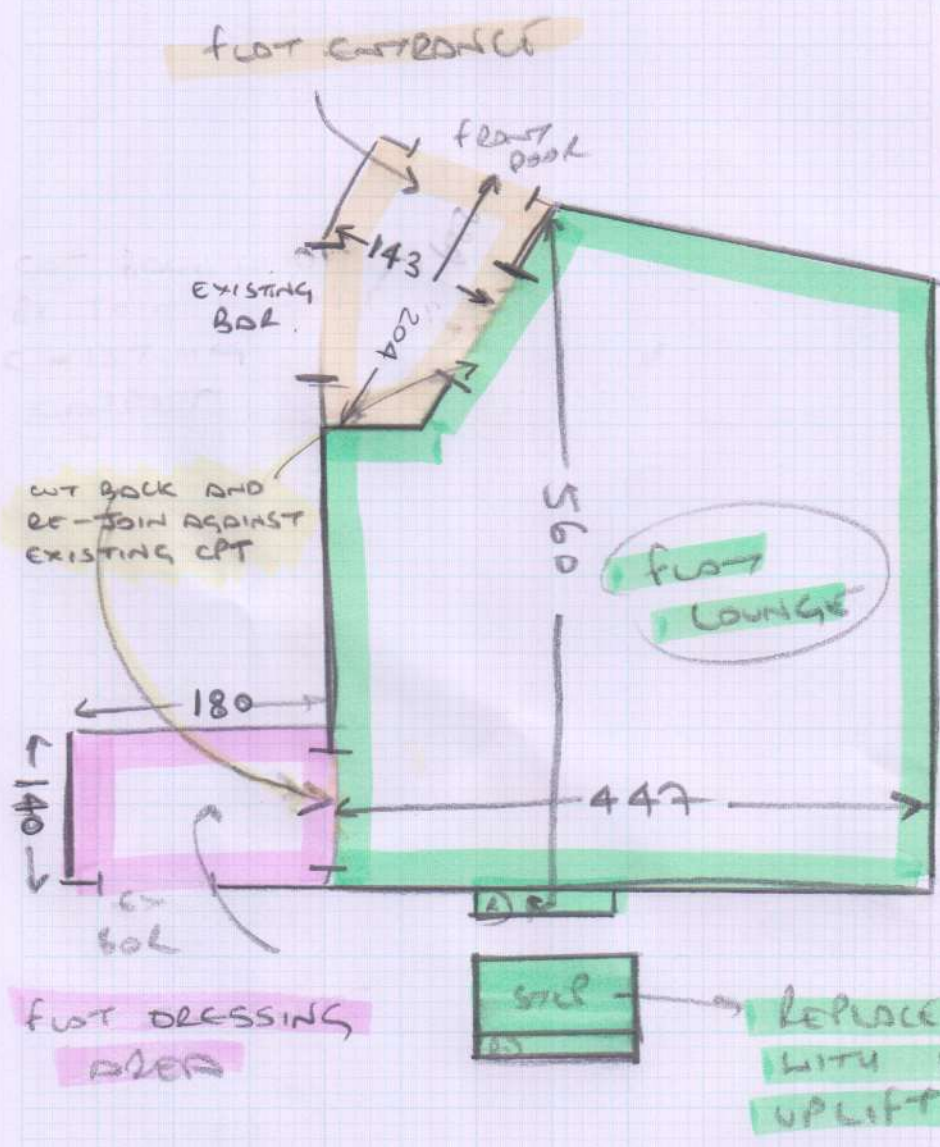 FLAT ENTRANCE
FRONT
DOOR
143
EXISTING
BAR.
204
CUT BACK AND
RE-JOIN AGAINST
EXISTING CPT
560
FLAT
LOUNGE
180
140
447
EX
BAR
STEP
REPLACE
WITH
UPLIFT
FLAT DRESSING
AREA